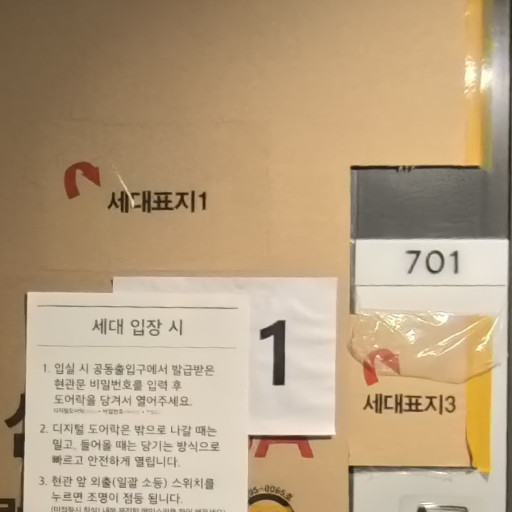 세대표지1
701
1
세대 입장 시
1. 입실 시 공동출입구에서 발급받은
현관문 비밀번호를 입력 후
도어락을 당겨서 열어주세요.
2. 디지털 도어락은 밖으로 나갈 때는
밀고, 들어올 때는 당기는 방식으로
빠르고 안전하게 열립니다.
3. 현관 앞 외출(일괄 소등) 스위치를
누르면 조명이 점등 됩니다.
세대표지3